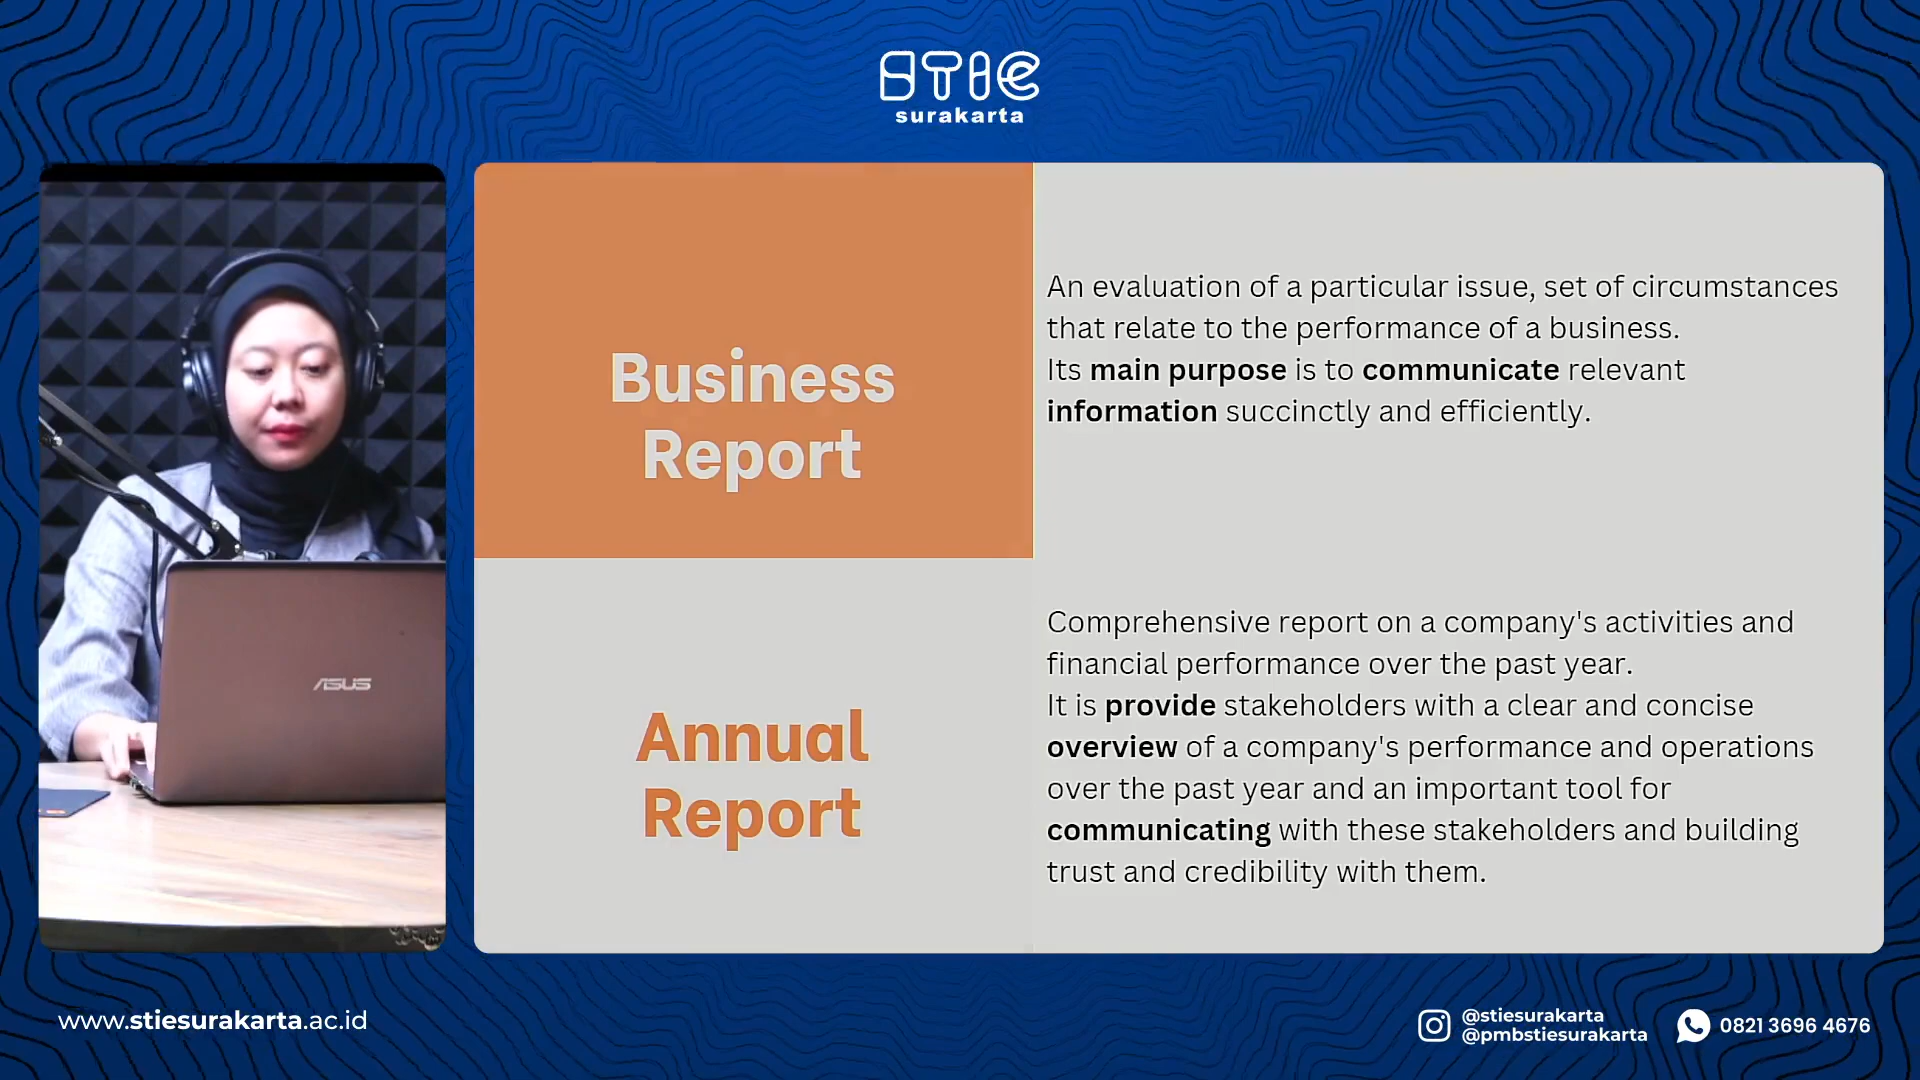 STIE
surakarta
Business
Report
An evaluation of a particular issue, set of circumstances
that relate to the performance of a business.
Its main purpose is to communicate relevant
information succinctly and efficiently.
Annual
Report
Comprehensive report on a company's activities and
financial performance over the past year.
It is provide stakeholders with a clear and concise
overview of a company's performance and operations
over the past year and an important tool for
communicating with these stakeholders and building
trust and credibility with them.
ASUS
www.stiesurakarta.ac.id
@stiesurakarta
@pmbstiesurakarta
0821 3696 4676